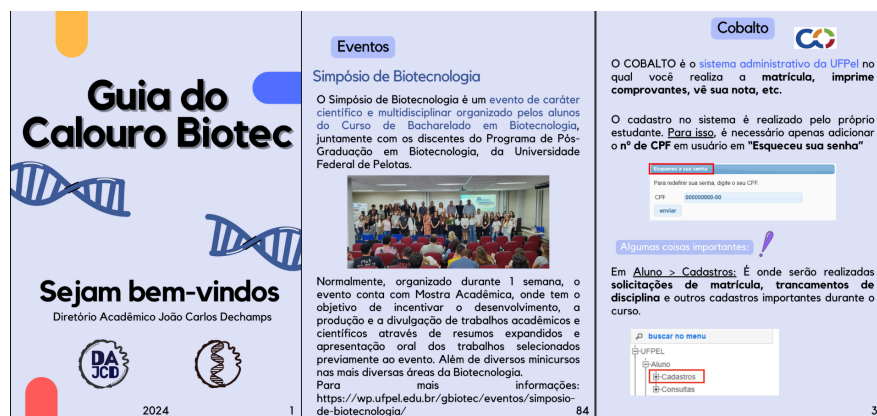 Guia do
Calouro Biotec
Sejam bem-vindos
Diretório Acadêmico João Carlos Dechamps
DA
JCD
2024
1
Eventos
Simpósio de Biotecnologia
O Simpósio de Biotecnologia é um evento de caráter
científico e multidisciplinar organizado pelos alunos
do Curso de Bacharelado em Biotecnologia,
juntamente com os discentes do Programa de Pós-
Graduação em Biotecnologia, da Universidade
Federal de Pelotas.
Normalmente, organizado durante 1 semana, o
evento conta com Mostra Acadêmica, onde tem o
objetivo de incentivar o desenvolvimento, a
produção e a divulgação de trabalhos acadêmicos e
científicos através de resumos expandidos e
apresentação oral dos trabalhos selecionados
previamente ao evento. Além de diversos minicursos
nas mais diversas áreas da Biotecnologia.
Para mais informações:
https://wp.ufpel.edu.br/gbiotec/eventos/simposio-
de-biotecnologia/
84
Cobalto
O COBALTO é o sistema administrativo da UFPel no
qual você realiza a matrícula, imprime
comprovantes, vê sua nota, etc.
O cadastro no sistema é realizado pelo próprio
estudante. Para isso, é necessário apenas adicionar
o nº de CPF em usuário em "Esqueceu sua senha"
Esqueceu a sua senha
Para redefinir sua senha, digite o seu CPF.
CPF 000000000-00
enviar
Algumas coisas importantes:
Em Aluno > Cadastros: É onde serão realizadas
solicitações de matrícula, trancamentos de
disciplina e outros cadastros importantes durante o
curso.
buscar no menu
UFPEL
Aluno
Cadastros
Consultas
3